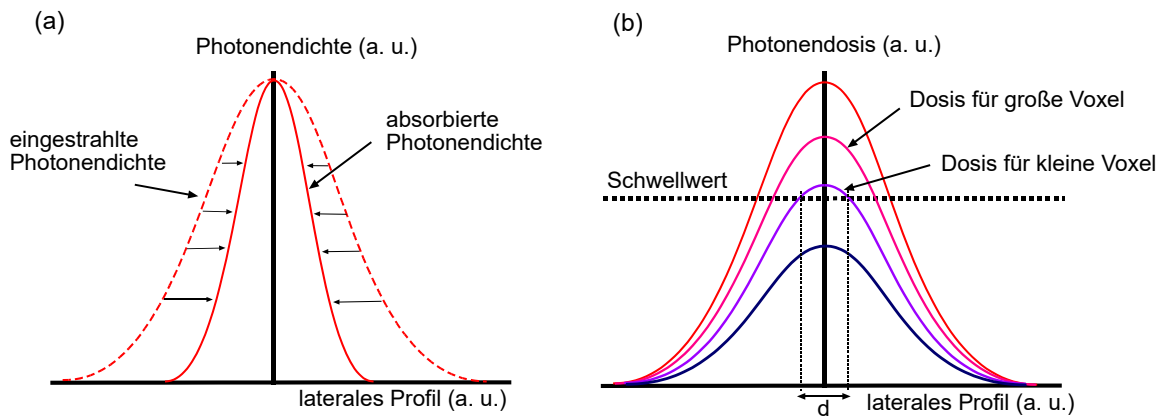 (a)
Photonendichte (a. u.)
eingestrahlte
Photonendichte
absorbierte
Photonendichte
laterales Profil (a. u.)
(b)
Photonendosis (a. u.)
Dosis für große Voxel
Dosis für kleine Voxel
Schwellwert
d
laterales Profil (a. u.)